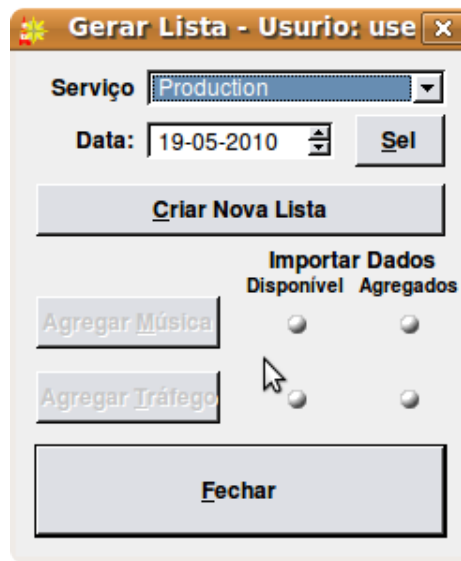 Gerar Lista - Usurio: use
Serviço Production
Data: 19-05-2010 Sel
Criar Nova Lista
Importar Dados
Disponível Agregados
Agregar Música
Agregar Tráfego
Fechar